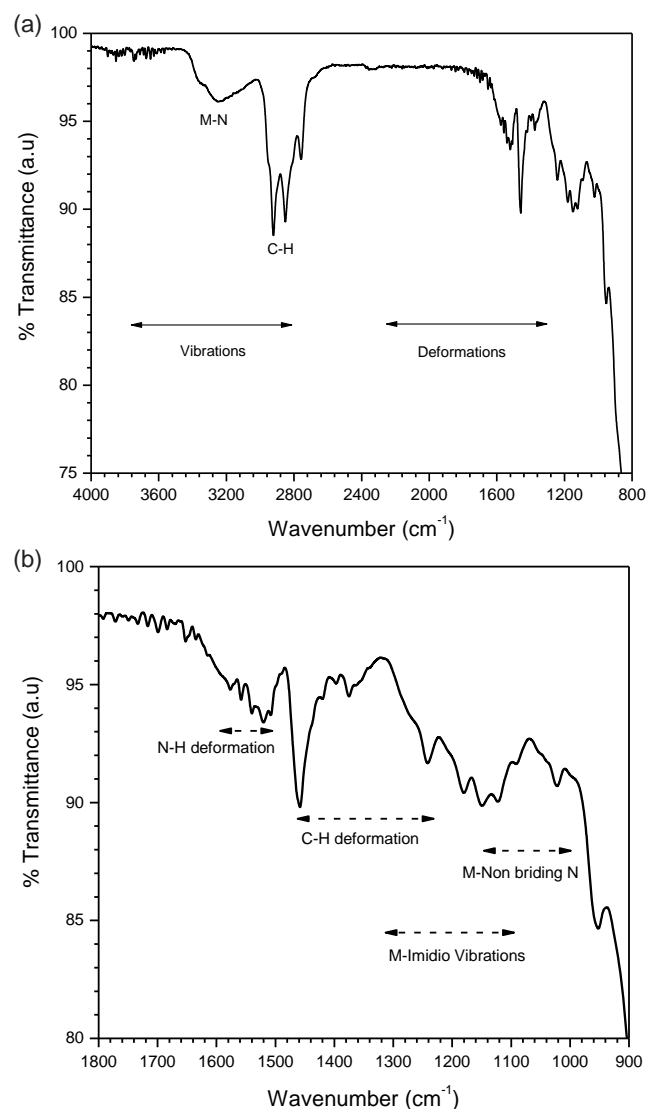 (a)
100
95
90
85
80
75
% Transmittance (a.u)
M-N
C-H
Vibrations
Deformations
4000 3600 3200 2800 2400 2000 1600 1200 800
Wavenumber (cm⁻¹)
(b)
100
95
90
85
80
% Transmittance (a.u)
N-H deformation
C-H deformation
M-Non briding N
M-Imidio Vibrations
1800 1700 1600 1500 1400 1300 1200 1100 1000 900
Wavenumber (cm⁻¹)